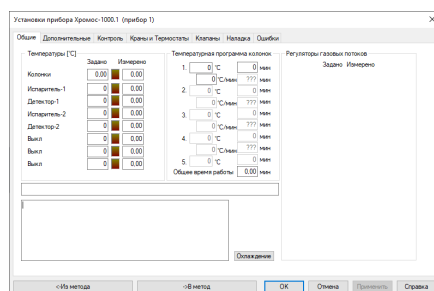 Установки прибора Хромос-1000.1 (прибор 1)
Общие Дополнительные Контроль Краны и Термостаты Клапаны Наладка Ошибки
Температуры [°C]
Задано Измерено
Колонки 0,00 0,00
Испаритель-1 0 0,00
Детектор-1 0 0,00
Испаритель-2 0 0,00
Детектор-2 0 0,00
Выкл 0 0,00
Выкл 0 0,00
Выкл 0 0,00
Температурная программа колонок
1. 0 °C 0 мин
0 °C/мин ??? мин
2. 0 °C 0 мин
0 °C/мин ??? мин
3. 0 °C 0 мин
0 °C/мин ??? мин
4. 0 °C 0 мин
0 °C/мин ??? мин
5. 0 °C 0 мин
Общее время работы 0,00 мин
Регуляторы газовых потоков
Задано Измерено
Охлаждение
<-Из метода ->В метод OK Отмена Применить Справка